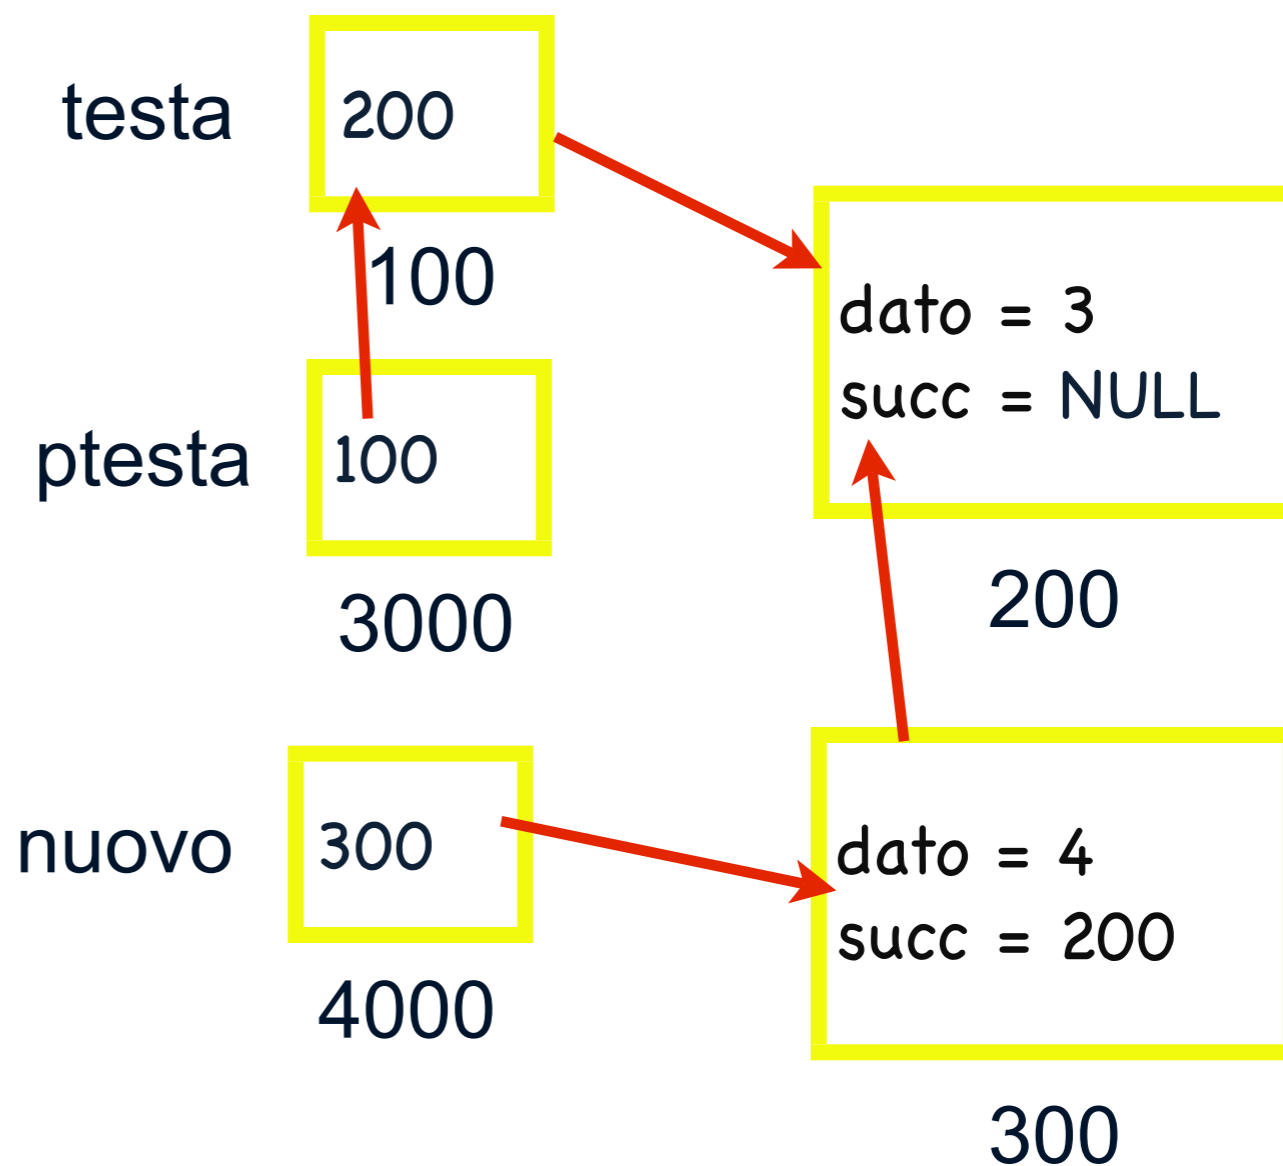 testa
200
100
ptesta
100
3000
dato = 3
succ = NULL
200
nuovo
300
4000
dato = 4
succ = 200
300